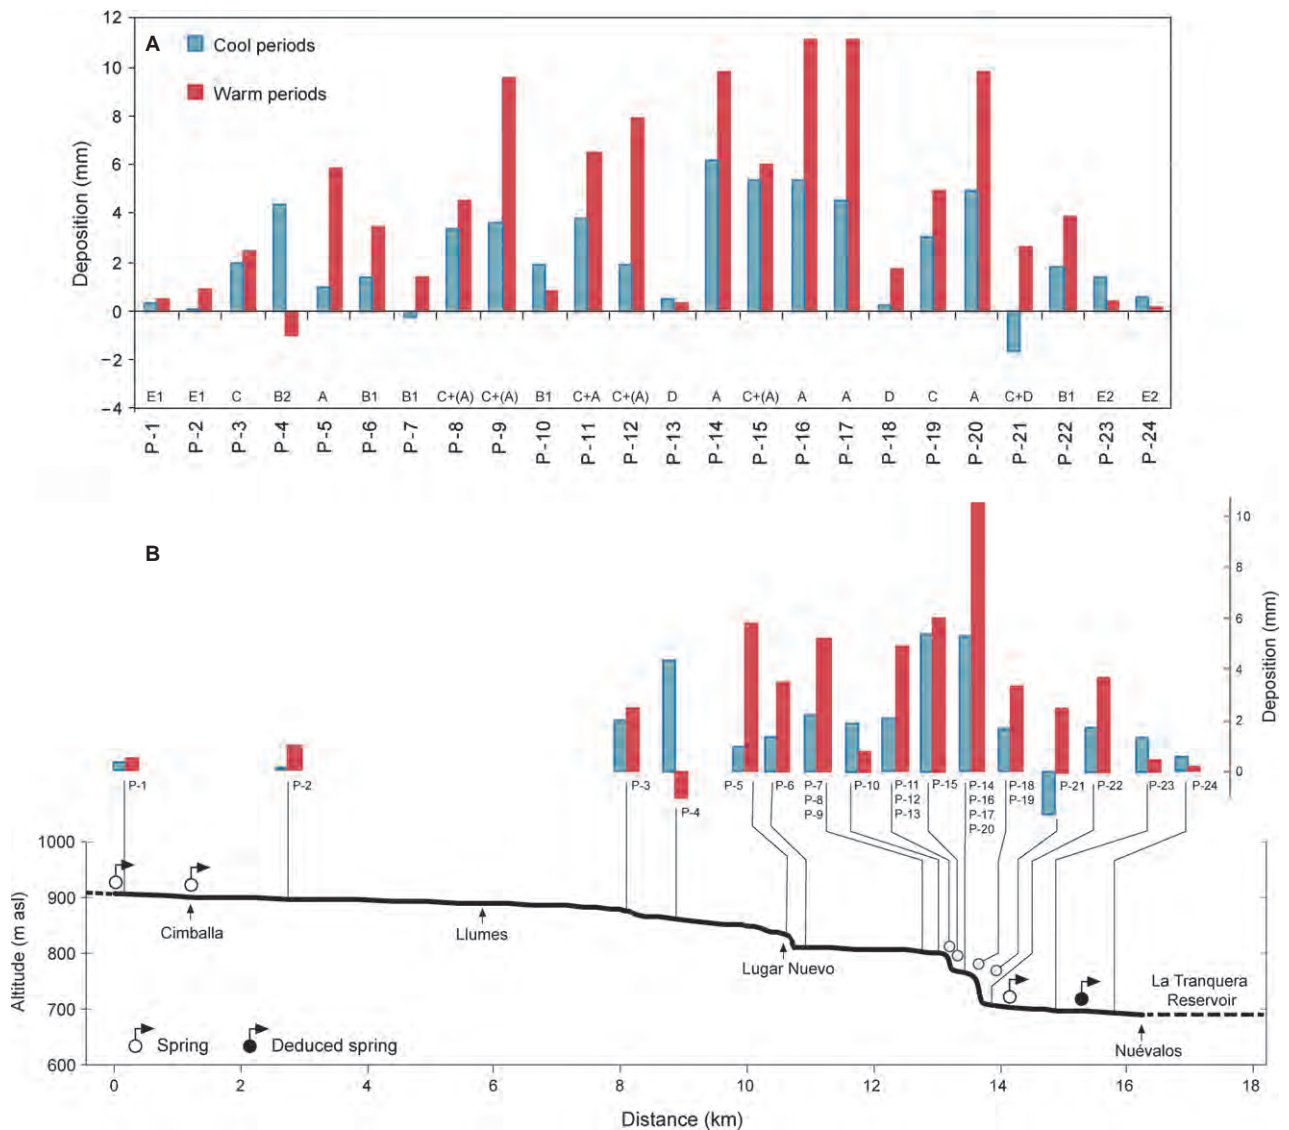 12
A
Cool periods
10
Warm periods
8
6
4
2
0
−2
−4
Deposition (mm)
E1 E1 C B2 A B1 B1 C+(A) C+(A) B1 C+A C+(A) D A C+(A) A A D C A C+D B1 E2 E2
P-1 P-2 P-3 P-4 P-5 P-6 P-7 P-8 P-9 P-10 P-11 P-12 P-13 P-14 P-15 P-16 P-17 P-18 P-19 P-20 P-21 P-22 P-23 P-24
B
10
8
6
4
2
0
Deposition (mm)
P-1 P-2 P-3 P-4 P-5 P-6 P-7 P-10 P-11 P-15 P-14 P-18 P-21 P-22 P-23 P-24
P-8 P-12 P-16 P-19
P-9 P-13 P-17
P-20
1000
900
800
700
600
Altitude (m asl)
Cimballa
Llumes
Lugar Nuevo
La Tranquera
Reservoir
Nuévalos
Spring
Deduced spring
0 2 4 6 8 10 12 14 16 18
Distance (km)